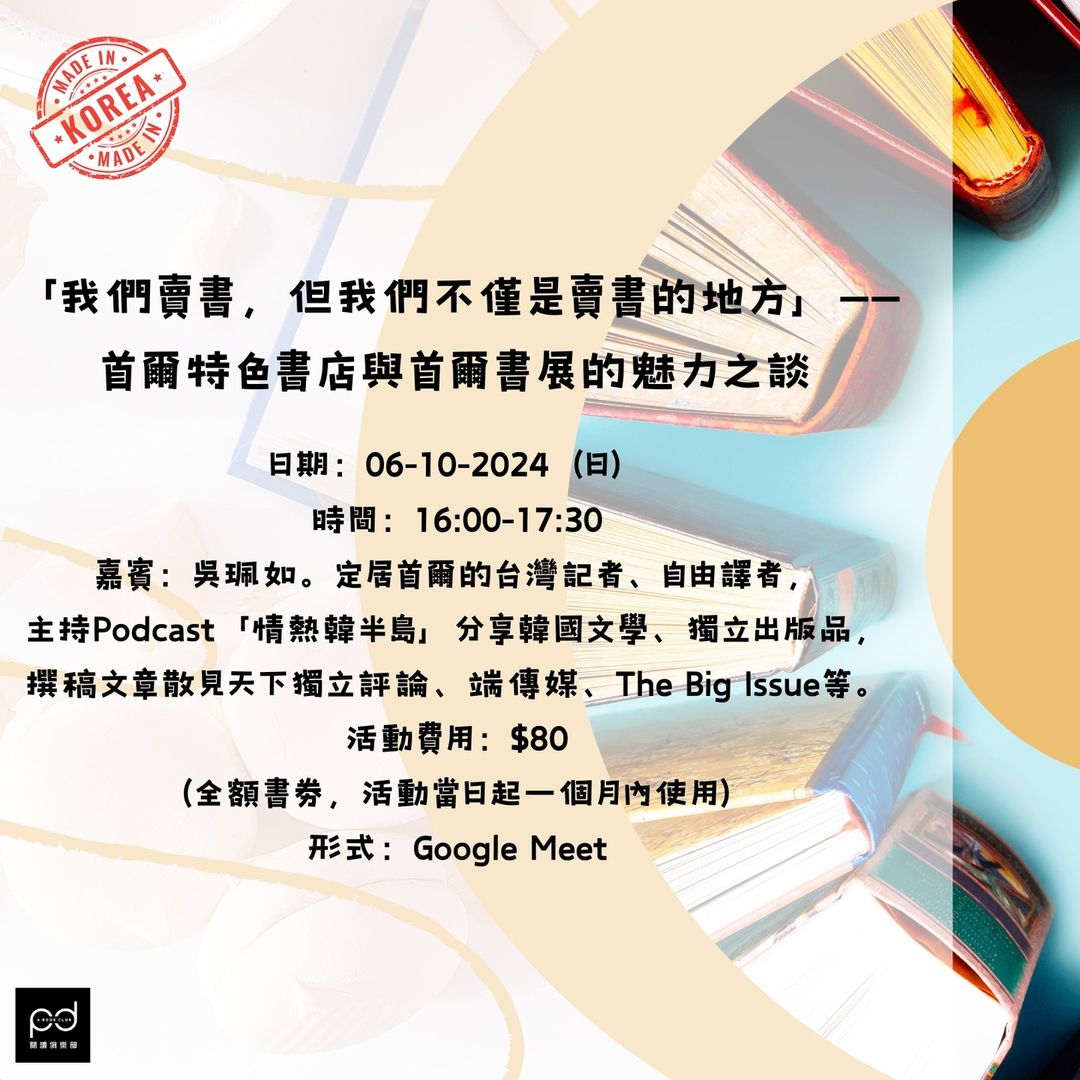 MADE IN
KOREA
MADE IN
「我們賣書，但我們不僅是賣書的地方」——
首爾特色書店與首爾書展的魅力之談
日期：06-10-2024（日）
時間：16:00-17:30
嘉賓：吳珮如。定居首爾的台灣記者、自由譯者，
主持Podcast「情熱韓半島」分享韓國文學、獨立出版品，
撰稿文章散見天下獨立評論、端傳媒、The Big Issue等。
活動費用：$80
（全額書券，活動當日起一個月內使用）
形式：Google Meet
pd
A BOOK CLUB
閱讀俱樂部